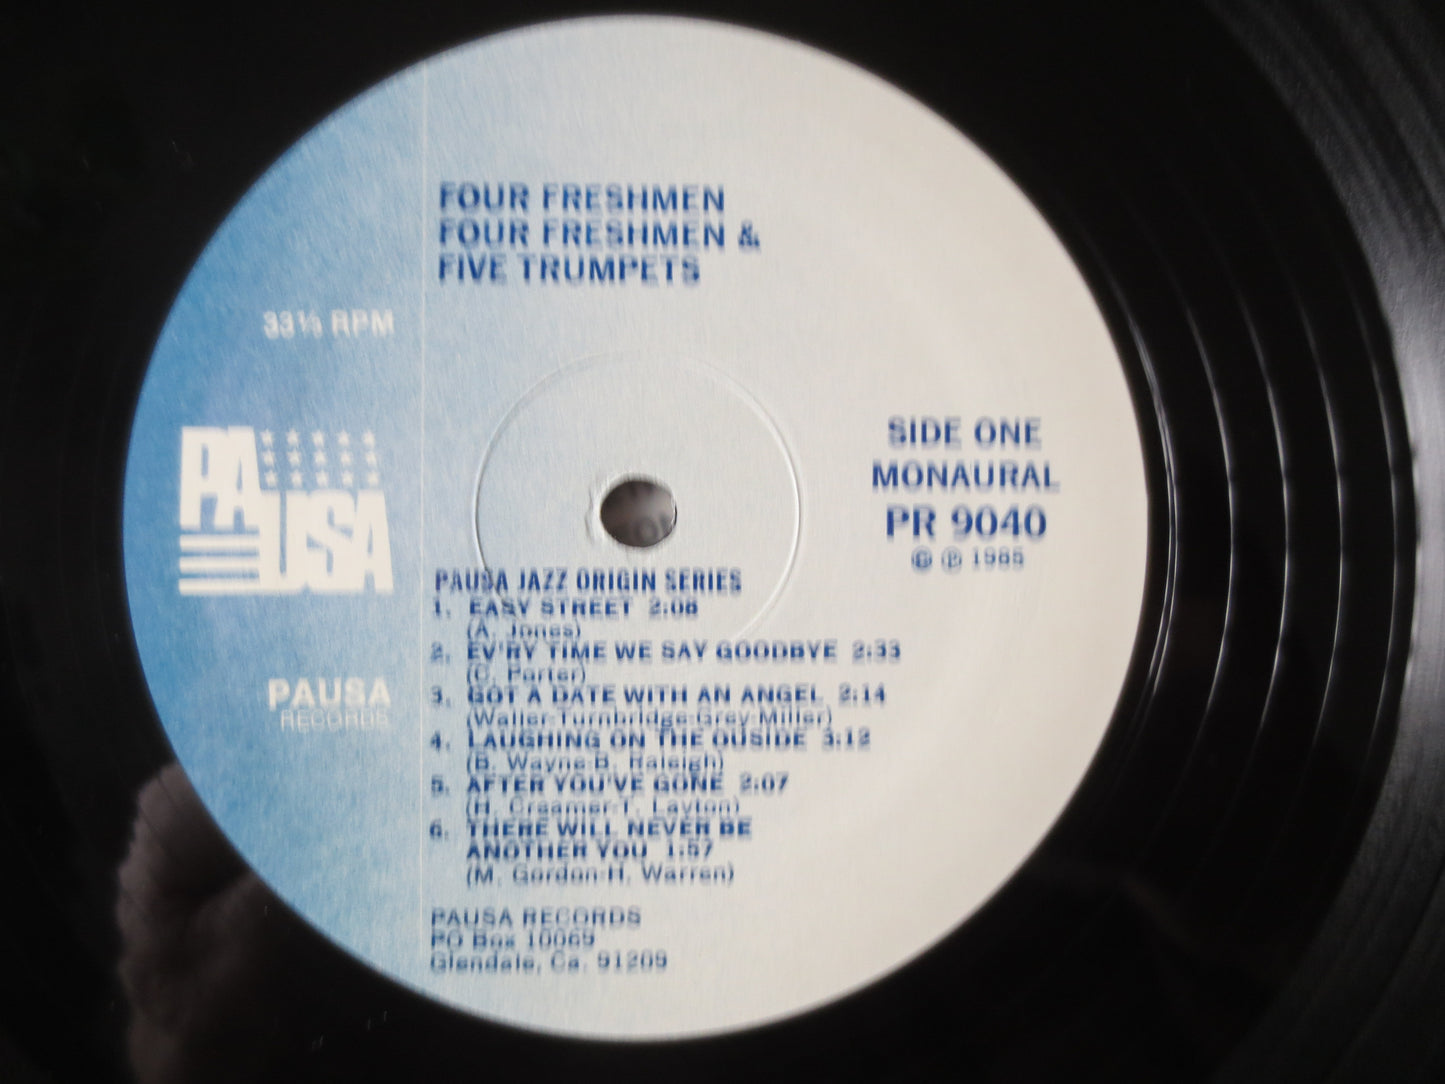 FOUR FRESHMEN
FOUR FRESHMEN &
FIVE TRUMPETS
33⅓ RPM
PAUSA
SIDE ONE
MONAURAL
PR 9040
© ℗ 1985
PAUSA
RECORDS
PAUSA JAZZ ORIGIN SERIES
1. EASY STREET 2:08
(A. Jones)
2. EV'RY TIME WE SAY GOODBYE 2:33
(C. Porter)
3. GOT A DATE WITH AN ANGEL 2:14
(Waller-Turnbridge-Grey-Miller)
4. LAUGHING ON THE OUSIDE 3:12
(B. Wayne-B. Raleigh)
5. AFTER YOU'VE GONE 2:07
(H. Creamer-T. Layton)
6. THERE WILL NEVER BE
ANOTHER YOU 1:57
(M. Gordon-H. Warren)
PAUSA RECORDS
PO Box 10069
Glendale, Ca. 91209